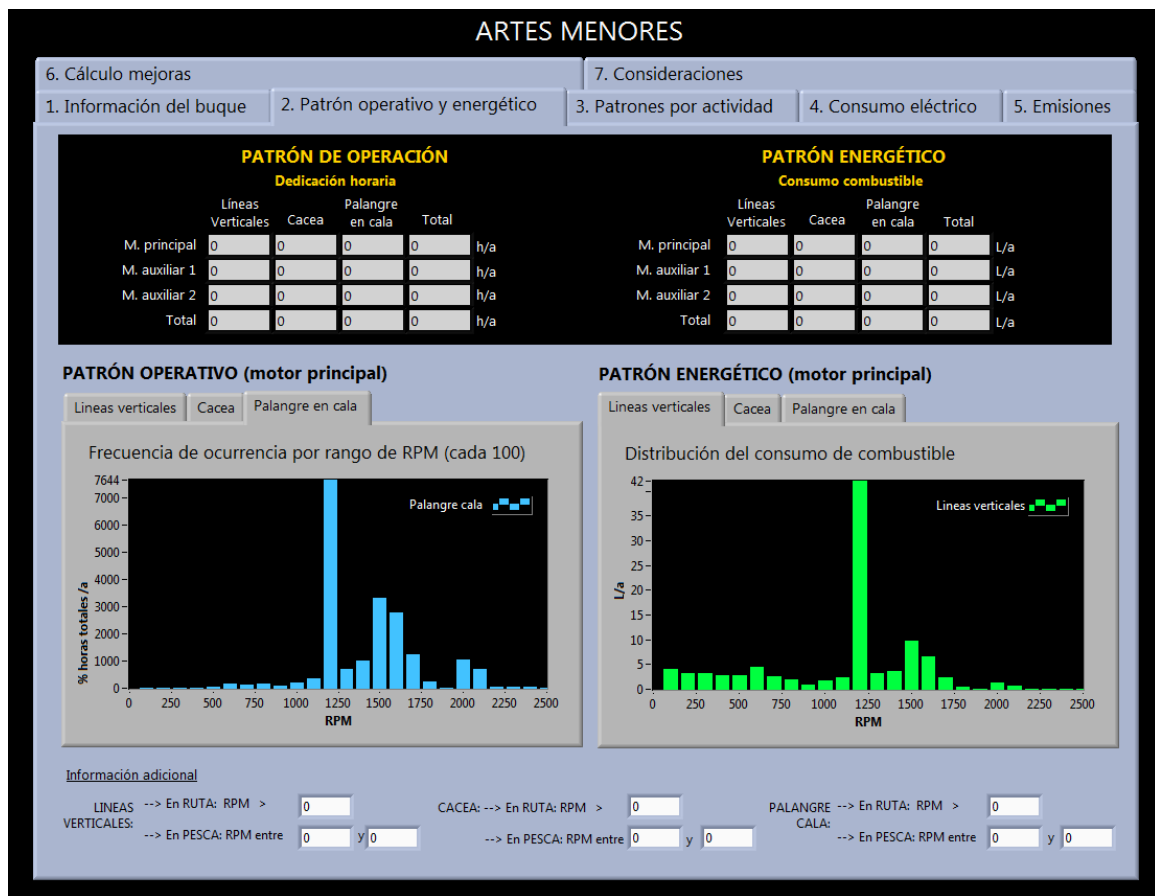 ARTES MENORES
6. Cálculo mejoras
7. Consideraciones
1. Información del buque
2. Patrón operativo y energético
3. Patrones por actividad
4. Consumo eléctrico
5. Emisiones
PATRÓN DE OPERACIÓN
Dedicación horaria
Líneas
Verticales
Cacea
Palangre
en cala
Total
M. principal 0 0 0 0 h/a
M. auxiliar 1 0 0 0 0 h/a
M. auxiliar 2 0 0 0 0 h/a
Total 0 0 0 0 h/a
PATRÓN ENERGÉTICO
Consumo combustible
Líneas
Verticales
Cacea
Palangre
en cala
Total
M. principal 0 0 0 0 L/a
M. auxiliar 1 0 0 0 0 L/a
M. auxiliar 2 0 0 0 0 L/a
Total 0 0 0 0 L/a
PATRÓN OPERATIVO (motor principal)
Lineas verticales
Cacea
Palangre en cala
Frecuencia de ocurrencia por rango de RPM (cada 100)
Palangre cala
% horas totales /a
7644
7000
6000
5000
4000
3000
2000
1000
0
0 250 500 750 1000 1250 1500 1750 2000 2250 2500
RPM
PATRÓN ENERGÉTICO (motor principal)
Lineas verticales
Cacea
Palangre en cala
Distribución del consumo de combustible
Lineas verticales
L/a
42
35
30
25
20
15
10
5
0
0 250 500 750 1000 1250 1500 1750 2000 2250 2500
RPM
Información adicional
LINEAS
VERTICALES:
--> En RUTA: RPM > 0
--> En PESCA: RPM entre 0 y 0
CACEA: --> En RUTA: RPM > 0
--> En PESCA: RPM entre 0 y 0
PALANGRE
CALA:
--> En RUTA: RPM > 0
--> En PESCA: RPM entre 0 y 0